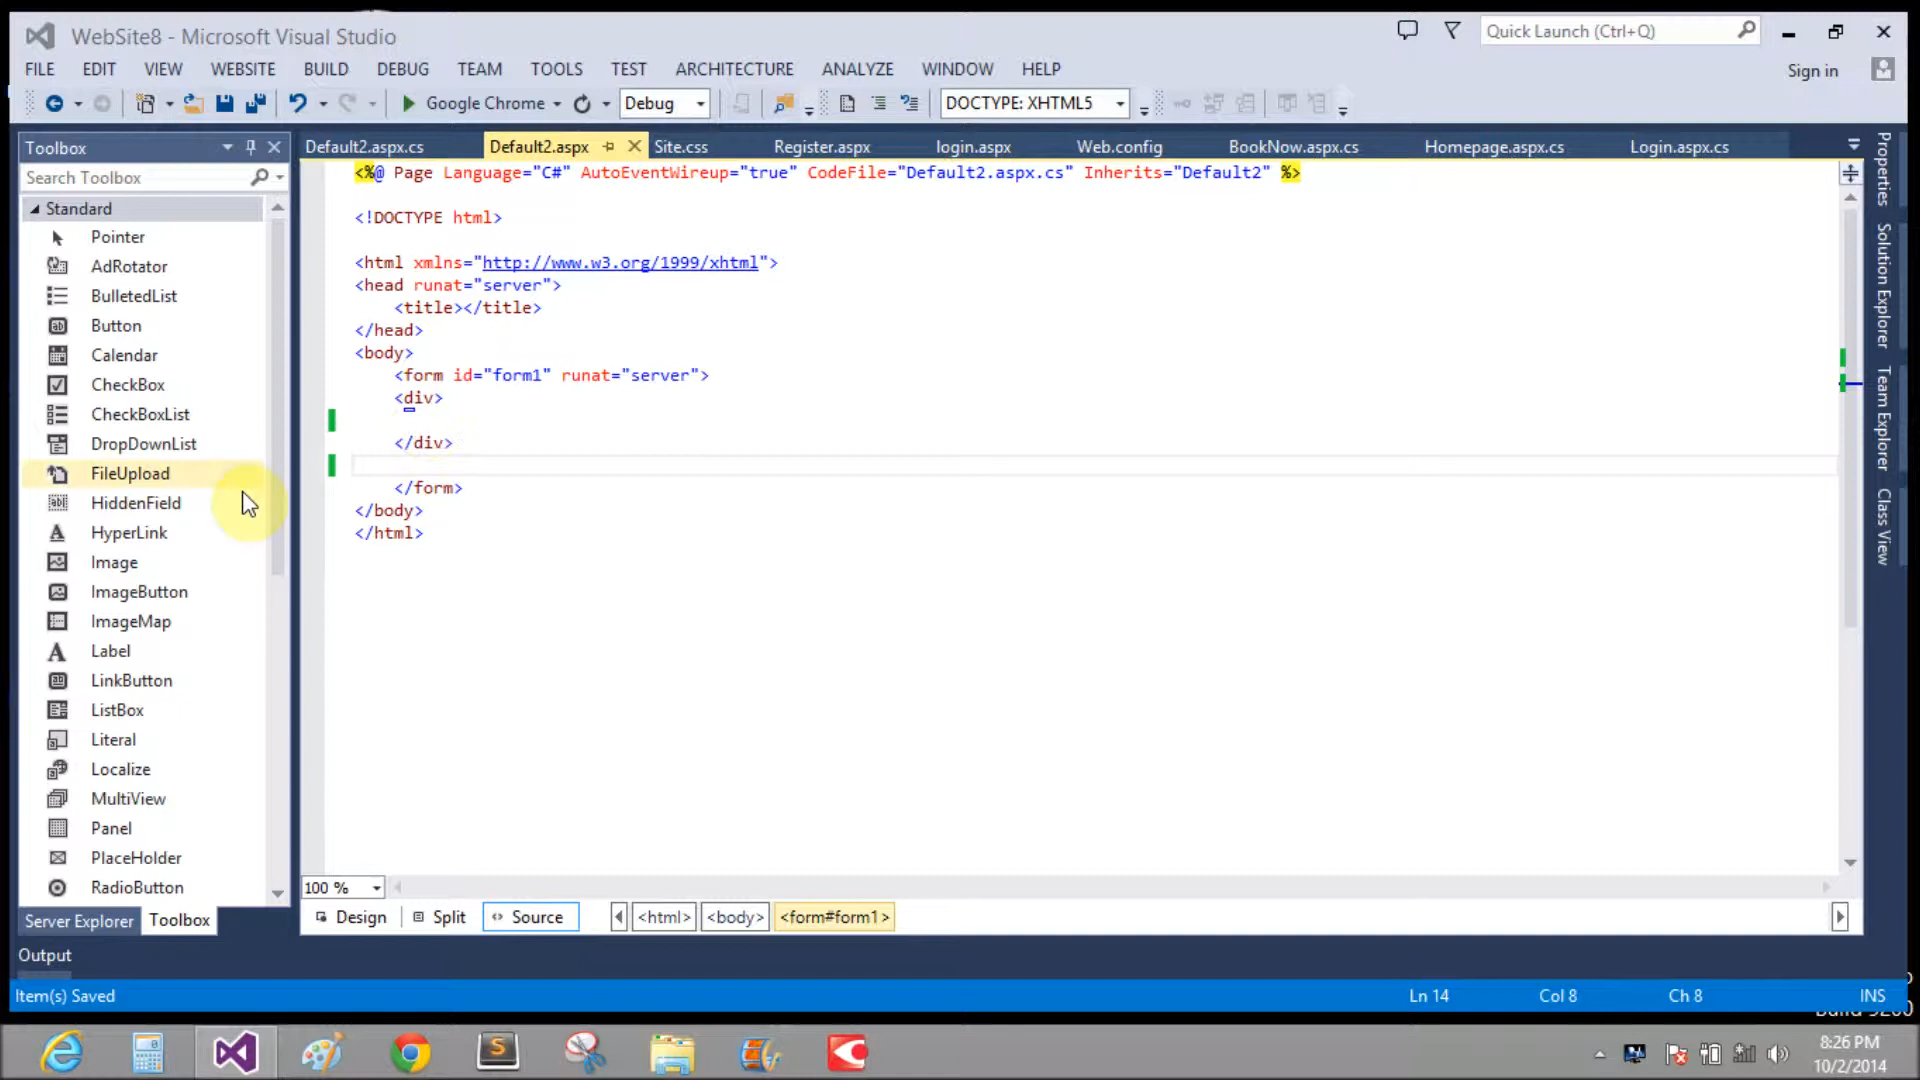 WebSite8 - Microsoft Visual Studio
Quick Launch (Ctrl+Q)
FILE EDIT VIEW WEBSITE BUILD DEBUG TEAM TOOLS TEST ARCHITECTURE ANALYZE WINDOW HELP
Sign in
Google Chrome Debug DOCTYPE: XHTML5
Toolbox
Search Toolbox
Standard
Pointer
AdRotator
BulletedList
Button
Calendar
CheckBox
CheckBoxList
DropDownList
FileUpload
HiddenField
HyperLink
Image
ImageButton
ImageMap
Label
LinkButton
ListBox
Literal
Localize
MultiView
Panel
PlaceHolder
RadioButton
Server Explorer Toolbox
Default2.aspx.cs Default2.aspx Site.css Register.aspx login.aspx Web.config BookNow.aspx.cs Homepage.aspx.cs Login.aspx.cs
<%@ Page Language="C#" AutoEventWireup="true" CodeFile="Default2.aspx.cs" Inherits="Default2" %>
<!DOCTYPE html>
<html xmlns="http://www.w3.org/1999/xhtml">
<head runat="server">
<title></title>
</head>
<body>
<form id="form1" runat="server">
<div>
</div>
</form>
</body>
</html>
100 %
Design Split Source <html> <body> <form#form1>
Properties
Solution Explorer
Team Explorer
Class View
Output
Item(s) Saved
Ln 14 Col 8 Ch 8 INS
8:26 PM
10/2/2014